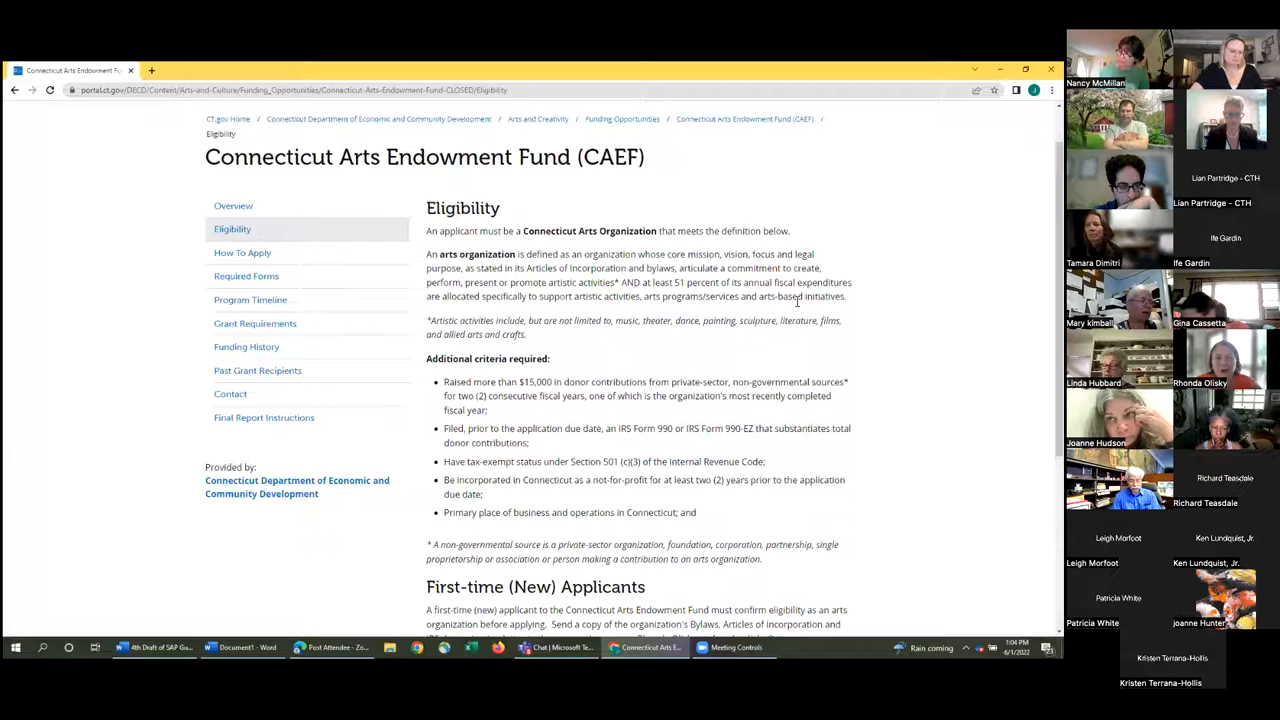 Connecticut Arts Endowment Fu
portal.ct.gov/DECD/Content/Arts-and-Culture/Funding_Opportunities/Connecticut-Arts-Endowment-Fund-CLOSED/Eligibility
J
CT.gov Home / Connecticut Department of Economic and Community Development / Arts and Creativity / Funding Opportunities / Connecticut Arts Endowment Fund (CAEF) /
Eligibility
Connecticut Arts Endowment Fund (CAEF)
Overview
Eligibility
How To Apply
Required Forms
Program Timeline
Grant Requirements
Funding History
Past Grant Recipients
Contact
Final Report Instructions
Provided by:
Connecticut Department of Economic and
Community Development
Eligibility
An applicant must be a Connecticut Arts Organization that meets the definition below.
An arts organization is defined as an organization whose core mission, vision, focus and legal
purpose, as stated in its Articles of Incorporation and bylaws, articulate a commitment to create,
perform, present or promote artistic activities* AND at least 51 percent of its annual fiscal expenditures
are allocated specifically to support artistic activities, arts programs/services and arts-based initiatives.
*Artistic activities include, but are not limited to, music, theater, dance, painting, sculpture, literature, films,
and allied arts and crafts.
Additional criteria required:
• Raised more than $15,000 in donor contributions from private-sector, non-governmental sources*
for two (2) consecutive fiscal years, one of which is the organization's most recently completed
fiscal year;
• Filed, prior to the application due date, an IRS Form 990 or IRS Form 990-EZ that substantiates total
donor contributions;
• Have tax-exempt status under Section 501 (c)(3) of the Internal Revenue Code;
• Be incorporated in Connecticut as a not-for-profit for at least two (2) years prior to the application
due date;
• Primary place of business and operations in Connecticut; and
* A non-governmental source is a private-sector organization, foundation, corporation, partnership, single
proprietorship or association or person making a contribution to an arts organization.
First-time (New) Applicants
A first-time (new) applicant to the Connecticut Arts Endowment Fund must confirm eligibility as an arts
organization before applying. Send a copy of the organization's Bylaws, Articles of Incorporation and
4th Draft of SAP Gu...
Document1 - Word
Post Attendee - Zo...
Chat | Microsoft Te...
Connecticut Arts E...
Meeting Controls
Rain coming
1:04 PM
6/1/2022
23
Nancy McMillan
Lian Partridge - CTH
Lian Partridge - CTH
Tamara Dimitri
Ife Gardin
Ife Gardin
Mary kimball
Gina Cassetta
Linda Hubbard
Rhonda Olisky
Joanne Hudson
Richard Teasdale
Richard Teasdale
Leigh Morfoot
Leigh Morfoot
Ken Lundquist, Jr.
Ken Lundquist, Jr.
Patricia White
Patricia White
joanne Hunter
Kristen Terrana-Hollis
Kristen Terrana-Hollis